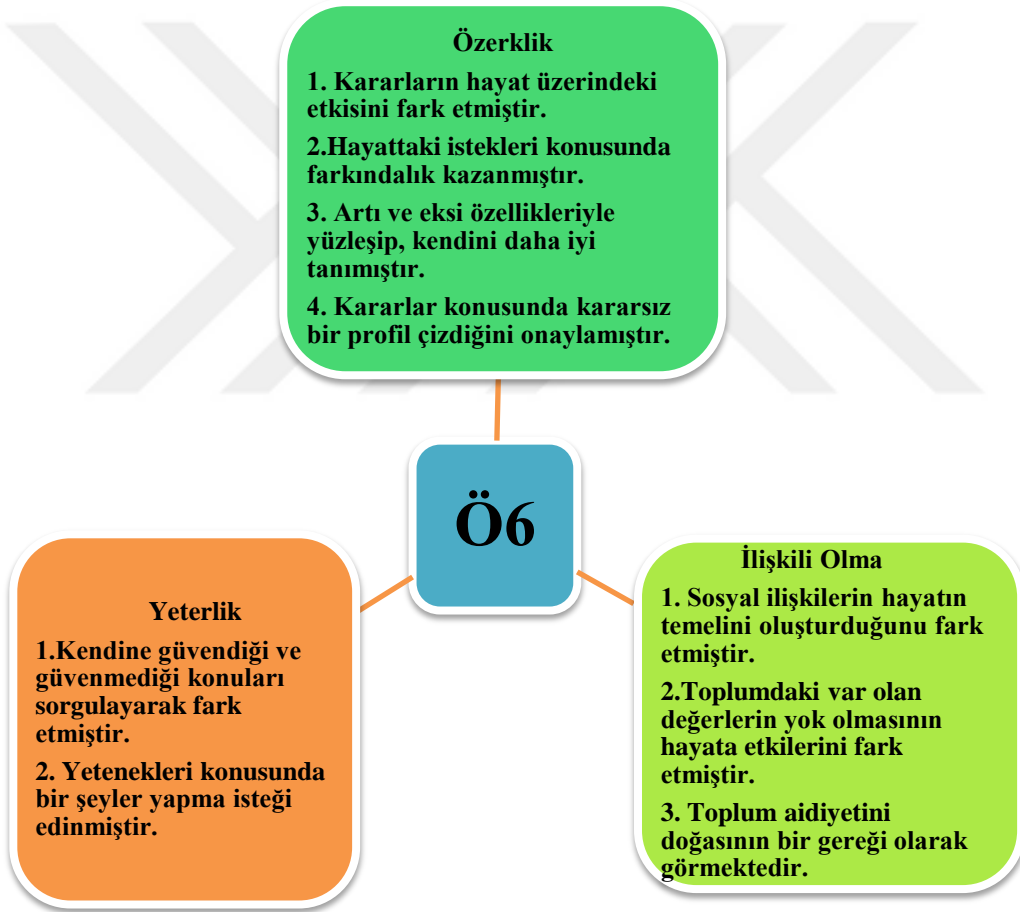 Özerklik
1. Kararların hayat üzerindeki
etkisini fark etmiştir.
2.Hayattaki istekleri konusunda
farkındalık kazanmıştır.
3. Artı ve eksi özellikleriyle
yüzleşip, kendini daha iyi
tanımıştır.
4. Kararlar konusunda kararsız
bir profil çizdiğini onaylamıştır.
Ö6
Yeterlik
1.Kendine güvendiği ve
güvenmediği konuları
sorgulayarak fark
etmiştir.
2. Yetenekleri konusunda
bir şeyler yapma isteği
edinmiştir.
İlişkili Olma
1. Sosyal ilişkilerin hayatın
temelini oluşturduğunu fark
etmiştir.
2.Toplumdaki var olan
değerlerin yok olmasının
hayata etkilerini fark
etmiştir.
3. Toplum aidiyetini
doğasının bir gereği olarak
görmektedir.